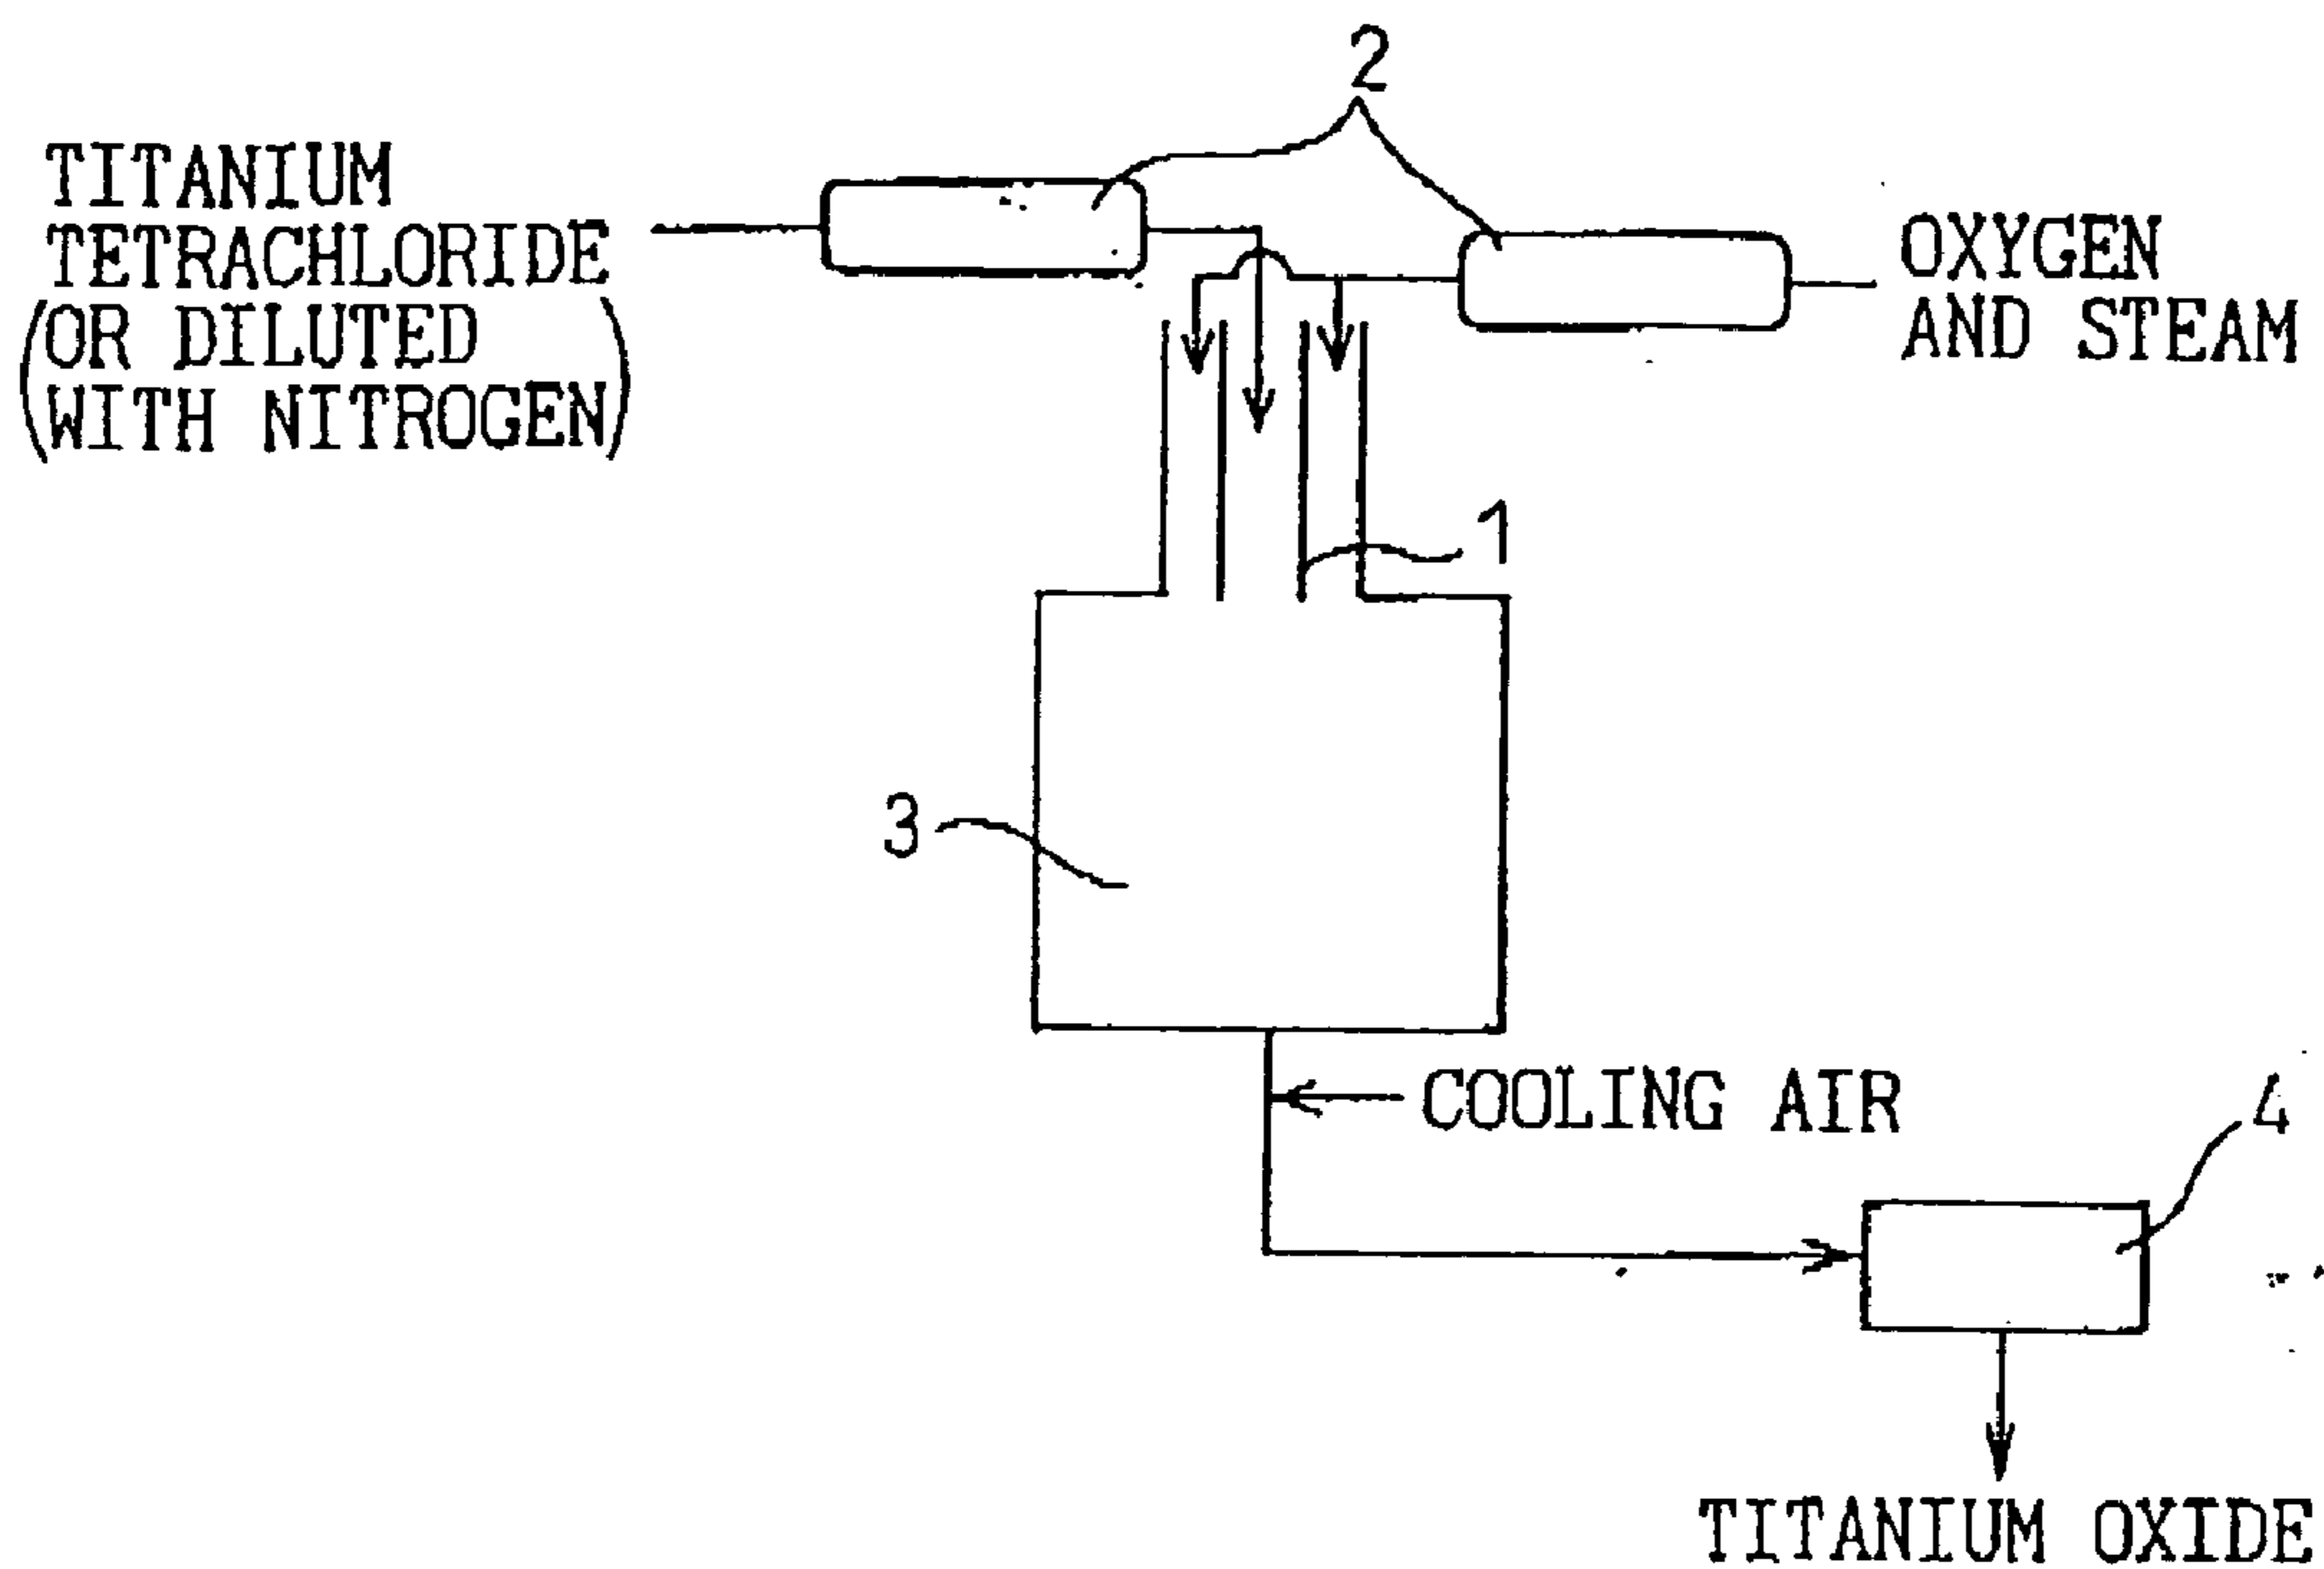 2
TITANIUM
TETRACHLORIDE
(OR DILUTED
WITH NITROGEN)
OXYGEN
AND STEAM
1
3
COOLING AIR
4
TITANIUM OXIDE